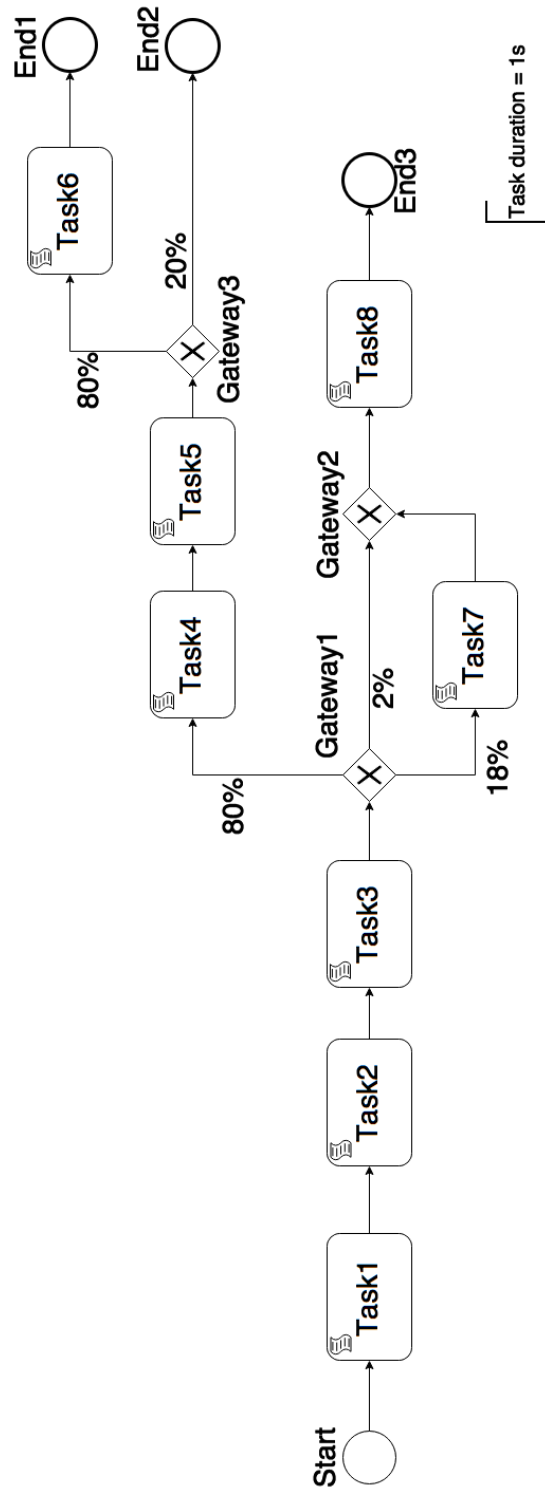 Start
Task1
Task2
Task3
Gateway1
80%
2%
18%
Task4
Task5
Gateway3
80%
20%
Task6
End1
End2
Task7
Gateway2
Task8
End3
Task duration = 1s
X
X
X